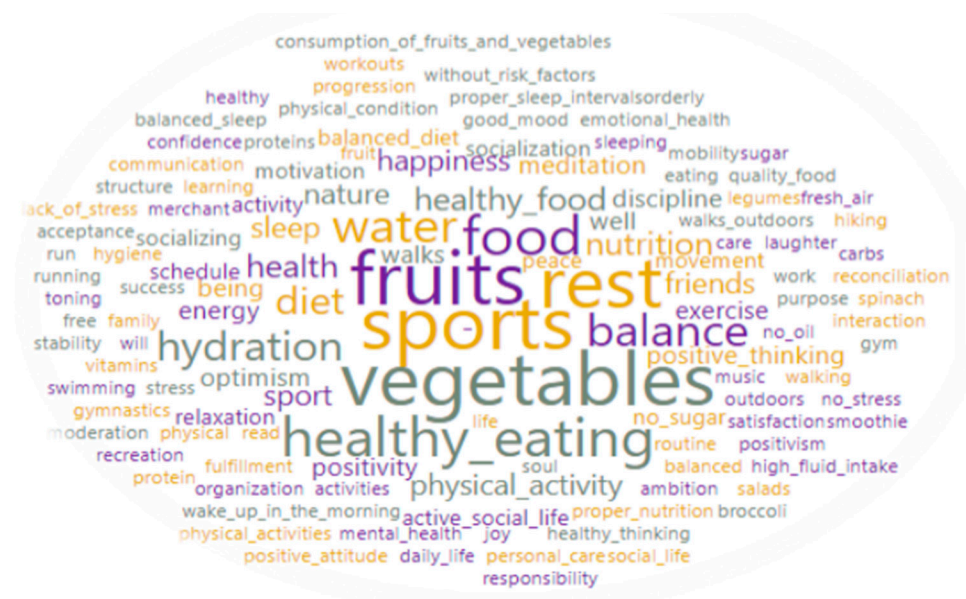 consumption_of_fruits_and_vegetables
workouts
without_risk_factors
progression
healthy physical_condition proper_sleep_intervalsorderly
balanced_sleep good_mood emotional_health
confidence proteins balanced_diet socialization sleeping
fruit happiness mobility sugar
communication motivation meditation eating quality_food
structure learning nature healthy_food discipline legumes fresh_air
lack_of_stress merchant activity
acceptance socializing sleep water food well walks_outdoors hiking
run hygiene walks nutrition care laughter carbs
running schedule health fruits peace rest movement work reconciliation
toning success being diet friends purpose spinach
free family energy sports - balance exercise no_oil interaction
stability will hydration positive_thinking gym
vitamins optimism vegetables music walking
swimming stress sport outdoors no_stress
gymnastics relaxation life no_sugar satisfaction smoothie
moderation physical read healthy_eating routine positivism
recreation fulfillment positivity soul balanced high_fluid_intake
protein organization activities physical_activity ambition salads
wake_up_in_the_morning active_social_life proper_nutrition broccoli
physical_activities mental_health joy healthy_thinking
positive_attitude daily_life personal_care social_life
responsibility